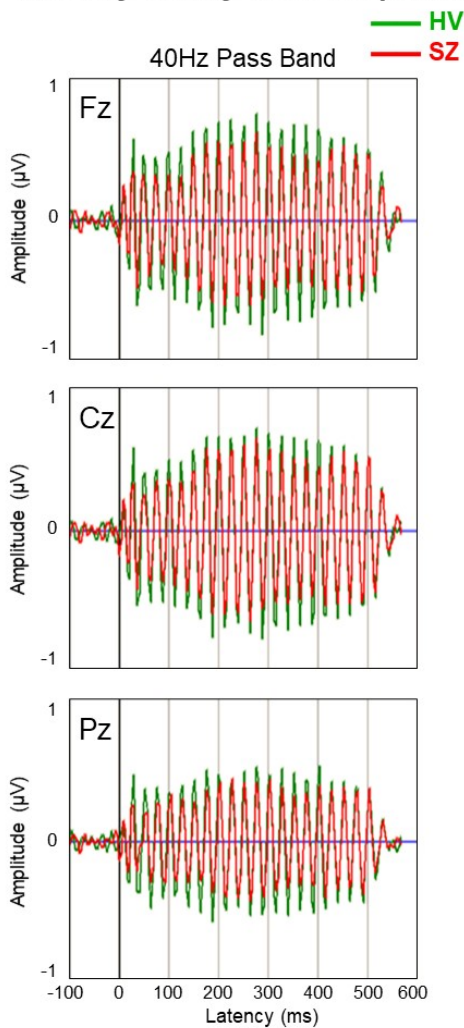 HV
SZ
40Hz Pass Band
Fz
1
0
-1
Amplitude (µV)
Cz
1
0
-1
Amplitude (µV)
Pz
1
0
-1
Amplitude (µV)
-100 0 100 200 300 400 500 600
Latency (ms)